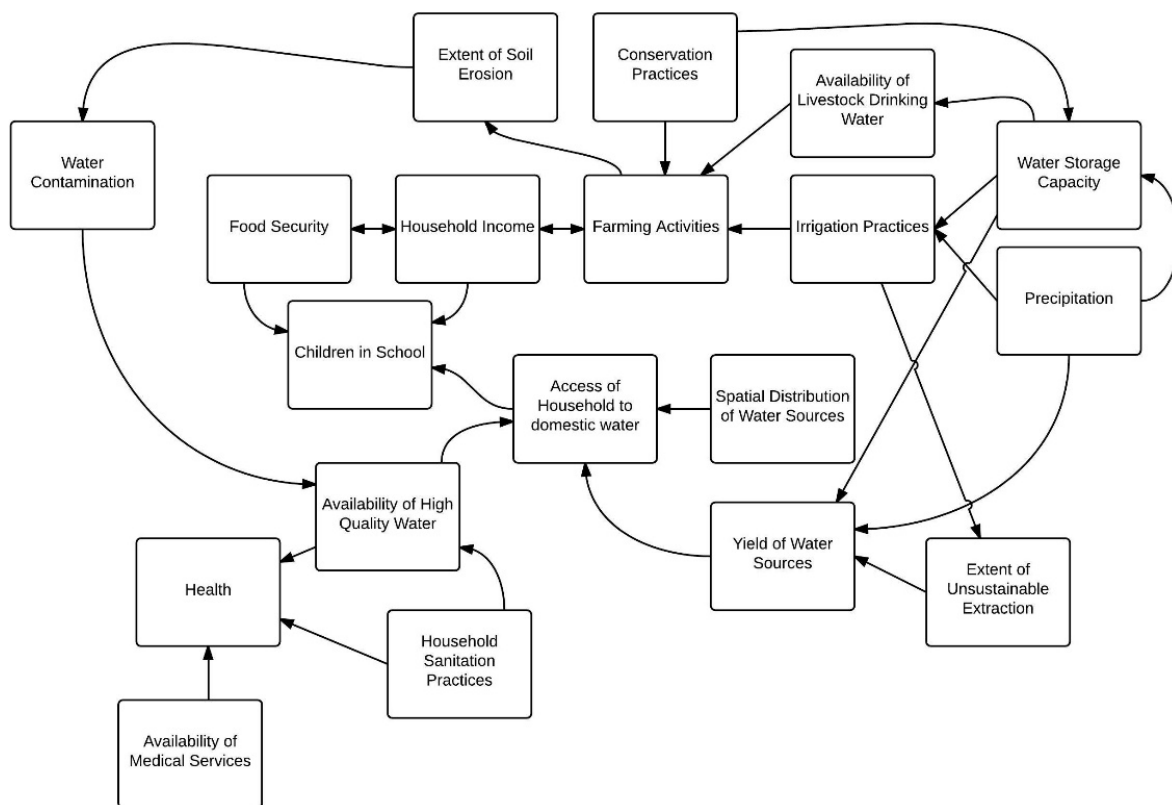 Extent of Soil
Erosion
Conservation
Practices
Availability of
Livestock Drinking
Water
Water
Contamination
Water Storage
Capacity
Food Security
Household Income
Farming Activities
Irrigation Practices
Precipitation
Children in School
Access of
Household to
domestic water
Spatial Distribution
of Water Sources
Availability of High
Quality Water
Yield of Water
Sources
Extent of
Unsustainable
Extraction
Health
Household
Sanitation
Practices
Availability of
Medical Services